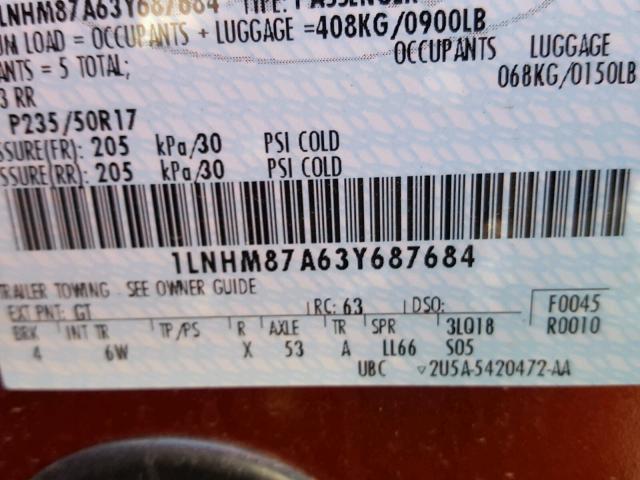 1LNHM87A63Y687684 TYPE: PASSENGER
UM LOAD = OCCUPANTS + LUGGAGE =408KG/0900LB
ANTS = 5 TOTAL; OCCUPANTS LUGGAGE
3 RR 068KG/0150LB
P235/50R17
SSURE(FR): 205 kPa/30 PSI COLD
SSURE(RR): 205 kPa/30 PSI COLD
1LNHM87A63Y687684
TRAILER TOWING - SEE OWNER GUIDE
EXT PNT: GT RC: 63 DSO: F0045
BRK INT TR TP/PS R AXLE TR SPR 3LQ18 R0010
4 6W X 53 A LL66 S05
UBC ▽2U5A-5420472-AA